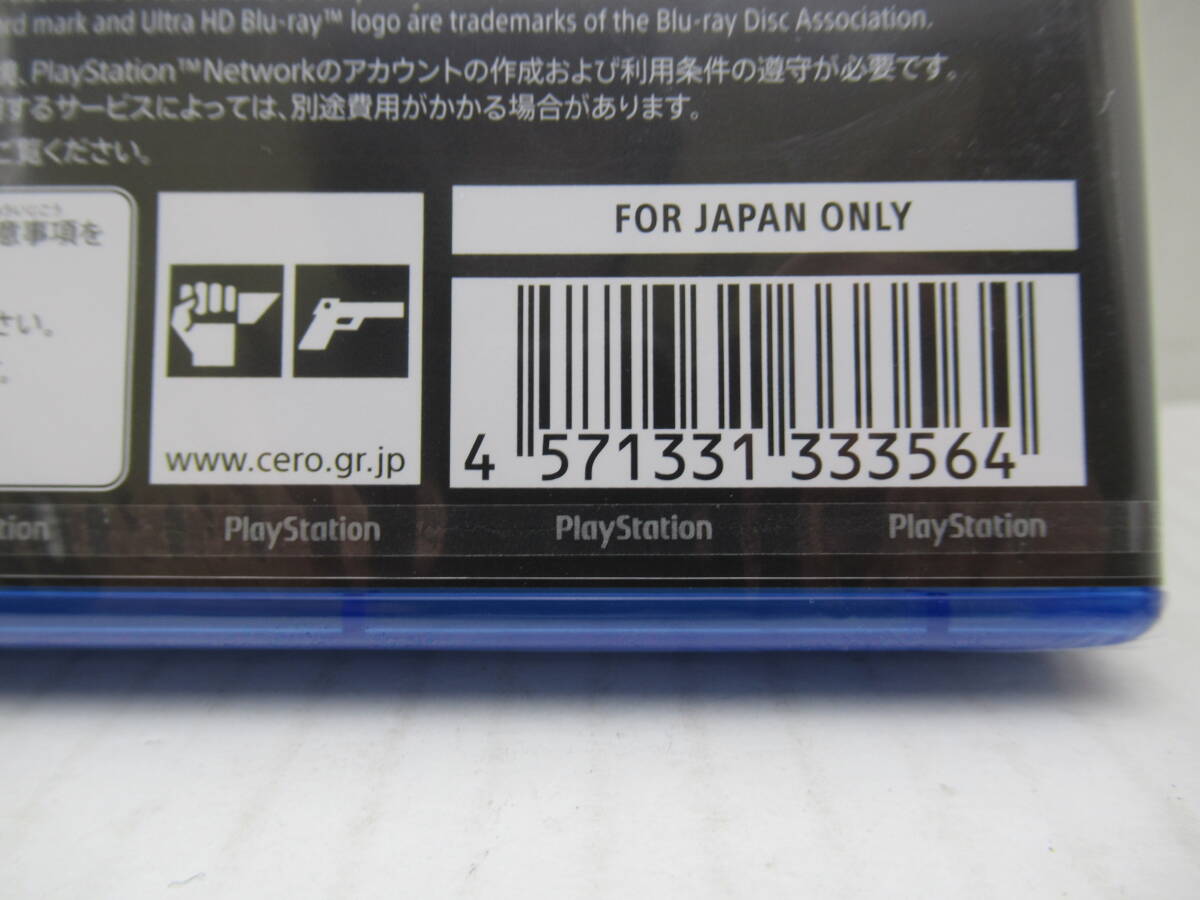 mark and Ultra HD Blu-ray™ logo are trademarks of the Blu-ray Disc Association.
、PlayStation™Networkのアカウントの作成および利用条件の遵守が必要です。
するサービスによっては、別途費用がかかる場合があります。
ご覧ください。
意事項を
さい。
FOR JAPAN ONLY
www.cero.gr.jp
4 571331 333564
PlayStation PlayStation PlayStation